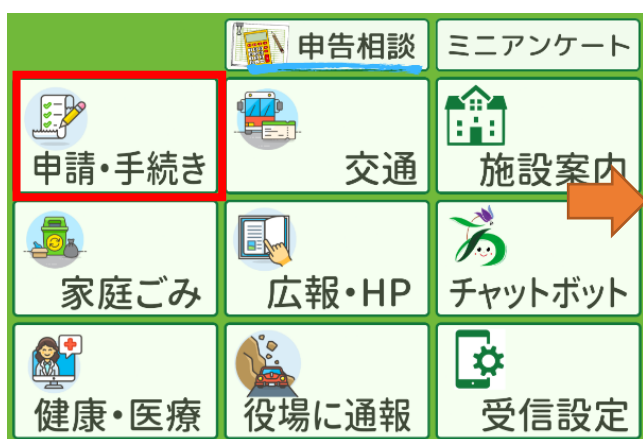 申告相談
ミニアンケート
申請・手続き
交通
施設案内
家庭ごみ
広報・HP
チャットボット
健康・医療
役場に通報
受信設定